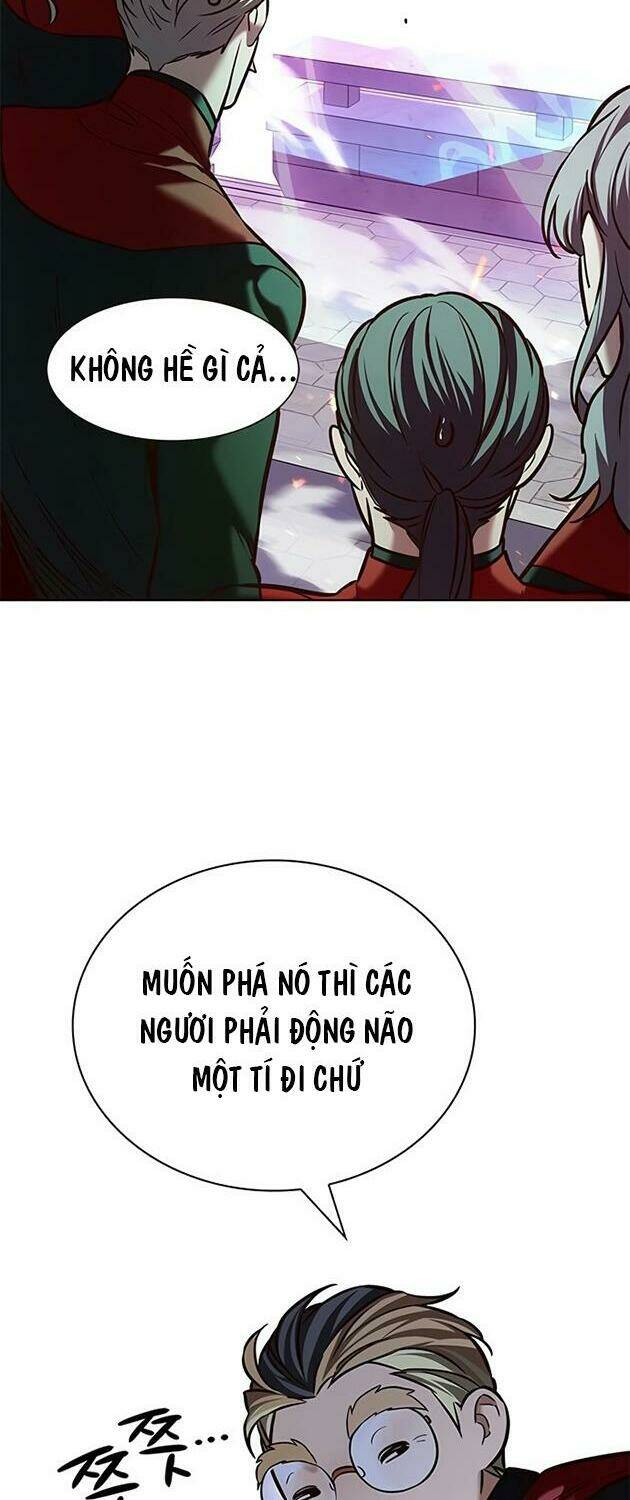 KHÔNG HỀ GÌ CẢ...
MUỐN PHÁ NÓ THÌ CÁC
NGƯƠI PHẢI ĐỘNG NÃO
MỘT TÍ ĐI CHỨ
쯧쯧...